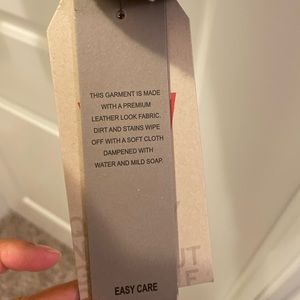 THIS GARMENT IS MADE
WITH A PREMIUM
LEATHER LOOK FABRIC.
DIRT AND STAINS WIPE
OFF WITH A SOFT CLOTH
DAMPENED WITH
WATER AND MILD SOAP.
EASY CARE